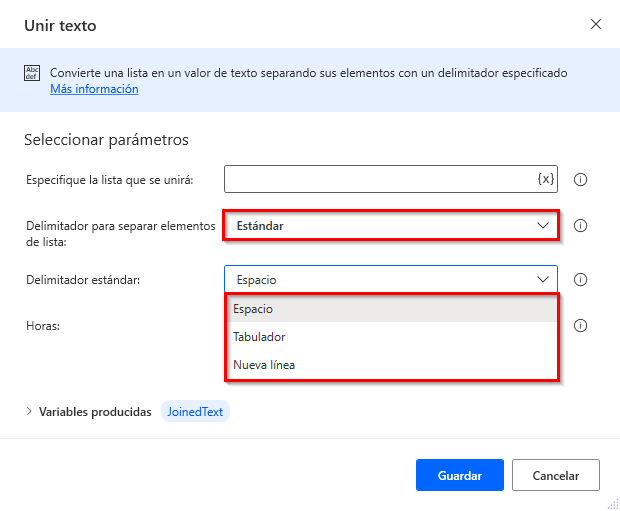 Unir texto
Abc
def
Convierte una lista en un valor de texto separando sus elementos con un delimitador especificado
Más información
Seleccionar parámetros
Especifique la lista que se unirá:
{x}
Delimitador para separar elementos
de lista:
Estándar
Delimitador estándar:
Espacio
Espacio
Horas:
Tabulador
Nueva línea
Variables producidas
JoinedText
Guardar
Cancelar